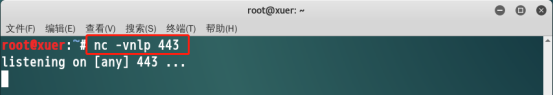 root@xuer: ~
文件(F) 编辑(E) 查看(V) 搜索(S) 终端(T) 帮助(H)
root@xuer:~# nc -vnlp 443
listening on [any] 443 ...